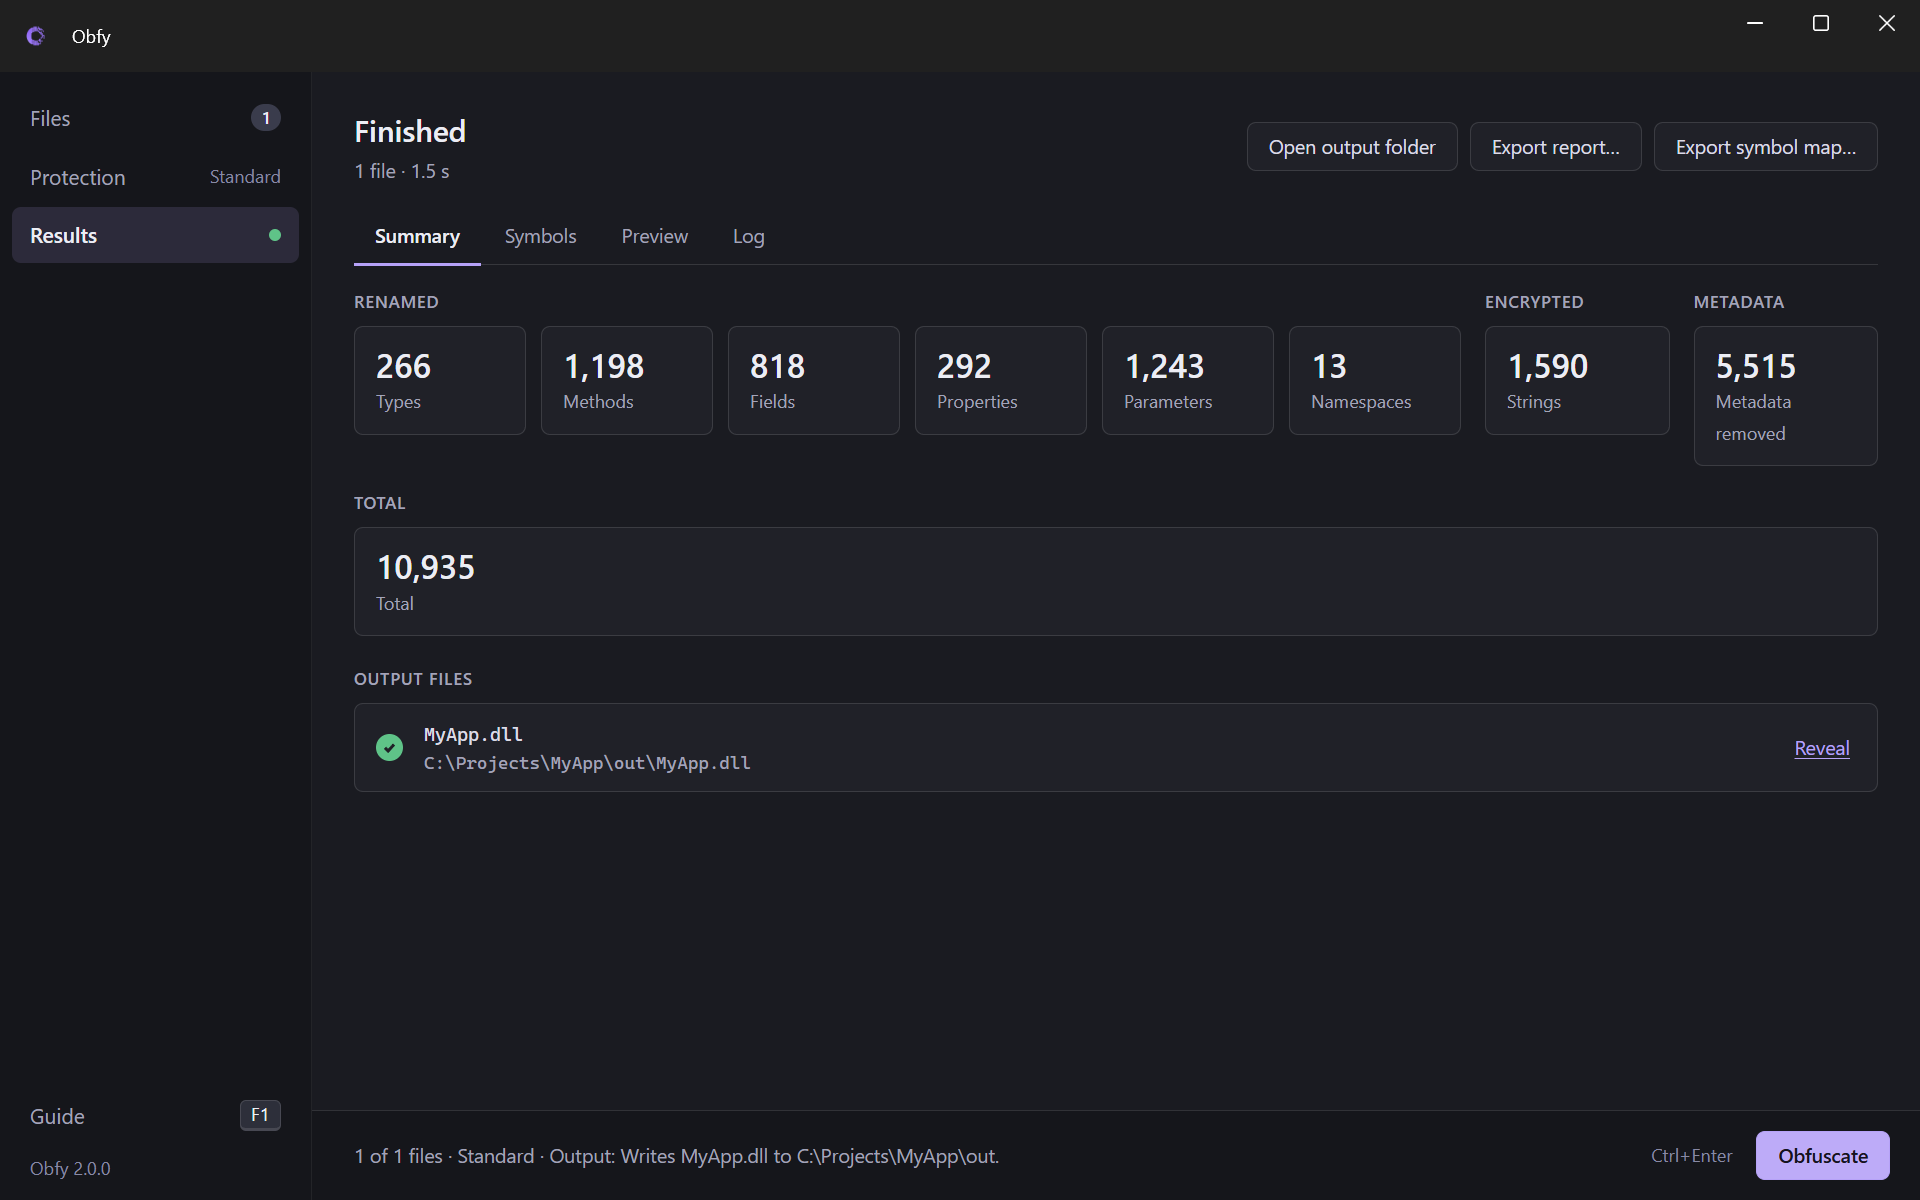 Obfy
Files 1
Protection Standard
Results
Guide F1
Obfy 2.0.0
Finished
1 file · 1.5 s
Open output folder
Export report...
Export symbol map...
Summary Symbols Preview Log
RENAMED
266
Types
1,198
Methods
818
Fields
292
Properties
1,243
Parameters
13
Namespaces
ENCRYPTED
1,590
Strings
METADATA
5,515
Metadata
removed
TOTAL
10,935
Total
OUTPUT FILES
MyApp.dll
C:\Projects\MyApp\out\MyApp.dll
Reveal
1 of 1 files · Standard · Output: Writes MyApp.dll to C:\Projects\MyApp\out.
Ctrl+Enter
Obfuscate